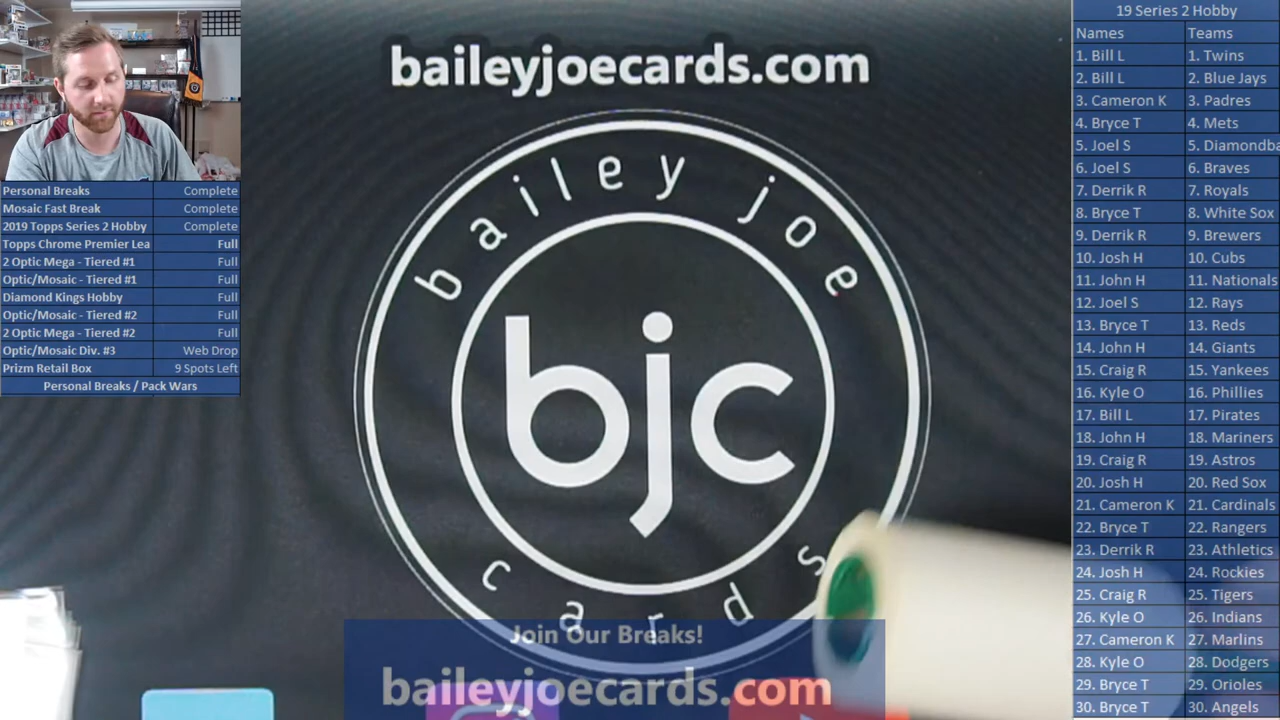 baileyjoecards.com
bailey joe
bjc
cards
Join Our Breaks!
baileyjoecards.com
Personal Breaks Complete
Mosaic Fast Break Complete
2019 Topps Series 2 Hobby Complete
Topps Chrome Premier Lea Full
2 Optic Mega - Tiered #1 Full
Optic/Mosaic - Tiered #1 Full
Diamond Kings Hobby Full
Optic/Mosaic - Tiered #2 Full
2 Optic Mega - Tiered #2 Full
Optic/Mosaic Div. #3 Web Drop
Prizm Retail Box 9 Spots Left
Personal Breaks / Pack Wars
19 Series 2 Hobby
Names Teams
1. Bill L 1. Twins
2. Bill L 2. Blue Jays
3. Cameron K 3. Padres
4. Bryce T 4. Mets
5. Joel S 5. Diamondba
6. Joel S 6. Braves
7. Derrik R 7. Royals
8. Bryce T 8. White Sox
9. Derrik R 9. Brewers
10. Josh H 10. Cubs
11. John H 11. Nationals
12. Joel S 12. Rays
13. Bryce T 13. Reds
14. John H 14. Giants
15. Craig R 15. Yankees
16. Kyle O 16. Phillies
17. Bill L 17. Pirates
18. John H 18. Mariners
19. Craig R 19. Astros
20. Josh H 20. Red Sox
21. Cameron K 21. Cardinals
22. Bryce T 22. Rangers
23. Derrik R 23. Athletics
24. Josh H 24. Rockies
25. Craig R 25. Tigers
26. Kyle O 26. Indians
27. Cameron K 27. Marlins
28. Kyle O 28. Dodgers
29. Bryce T 29. Orioles
30. Bryce T 30. Angels